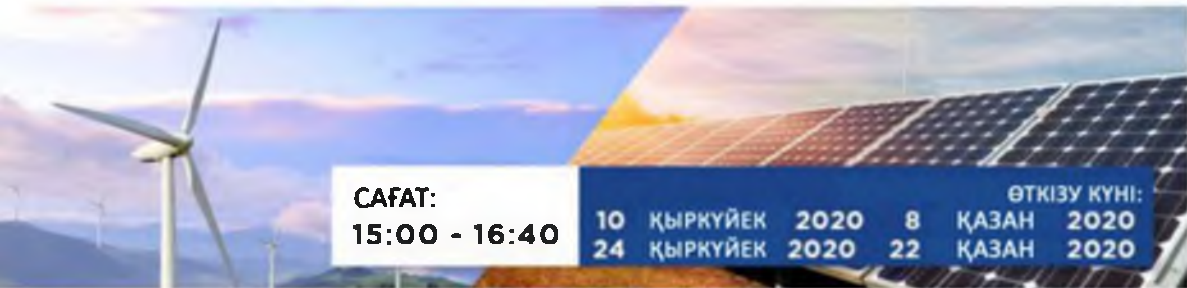 САҒАТ:
15:00 - 16:40
ӨТКІЗУ КҮНІ:
10 ҚЫРКҮЙЕК 2020 8 ҚАЗАН 2020
24 ҚЫРКҮЙЕК 2020 22 ҚАЗАН 2020